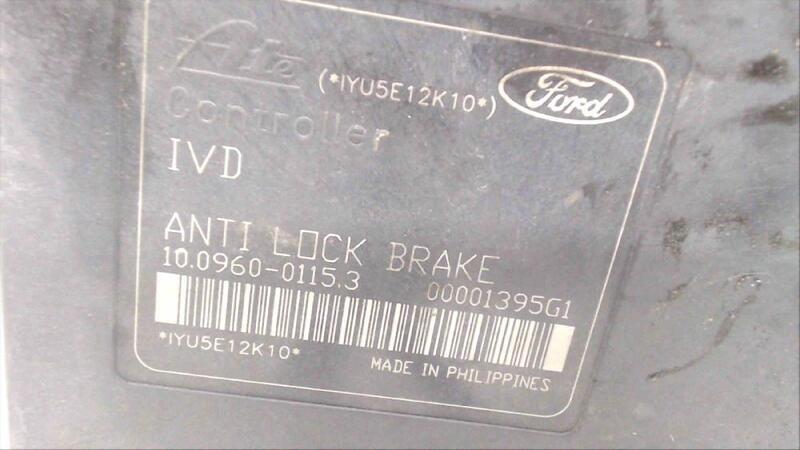 Ate
(*IYU5E12K10*)
Ford
Controller
IVD
ANTI LOCK BRAKE
10.0960-0115.3
00001395G1
*IYU5E12K10*
MADE IN PHILIPPINES